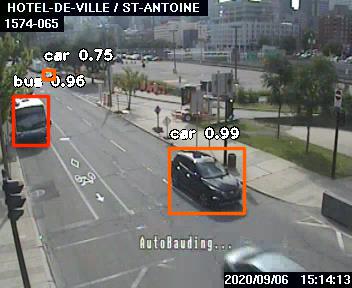 HOTEL-DE-VILLE / ST-ANTOINE
1574-065
car 0.75
bus 0.96
car 0.99
AutoBauding...
2020/09/06 15:14:13